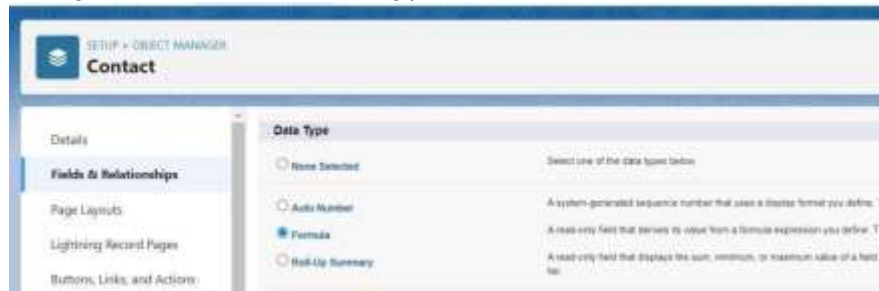 SETUP > OBJECT MANAGER
Contact
Details
Fields & Relationships
Page Layouts
Lightning Record Pages
Buttons, Links, and Actions
Data Type
None Selected
Select one of the data types below.
Auto Number
A system-generated sequence number that uses a display format you define.
Formula
A read-only field that derives its value from a formula expression you define.
Roll-Up Summary
A read-only field that displays the sum, minimum, or maximum value of a field